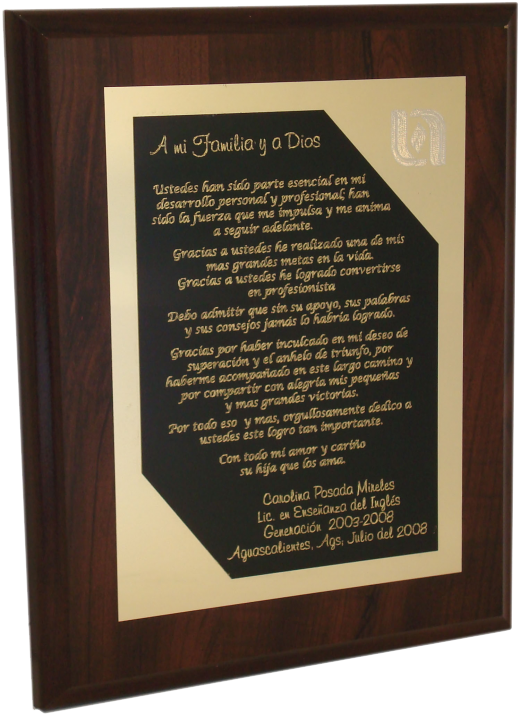 A mi Familia y a Dios
Ustedes han sido parte esencial en mi
desarrollo personal y profesional; han
sido la fuerza que me impulsa y me anima
a seguir adelante.
Gracias a ustedes he realizado una de mis
mas grandes metas en la vida.
Gracias a ustedes he logrado convertirse
en profesionista
Debo admitir que sin su apoyo, sus palabras
y sus consejos jamás lo habría logrado.
Gracias por haber inculcado en mi deseo de
superación y el anhelo de triunfo, por
haberme acompañado en este largo camino y
por compartir con alegría mis pequeñas
y mas grandes victorias.
Por todo eso y mas, orgullosamente dedico a
ustedes este logro tan importante.
Con todo mi amor y cariño
su hija que los ama.
Carolina Posada Mireles
Lic. en Enseñanza del Inglés
Generación 2003-2008
Aguascalientes, Ags; Julio del 2008